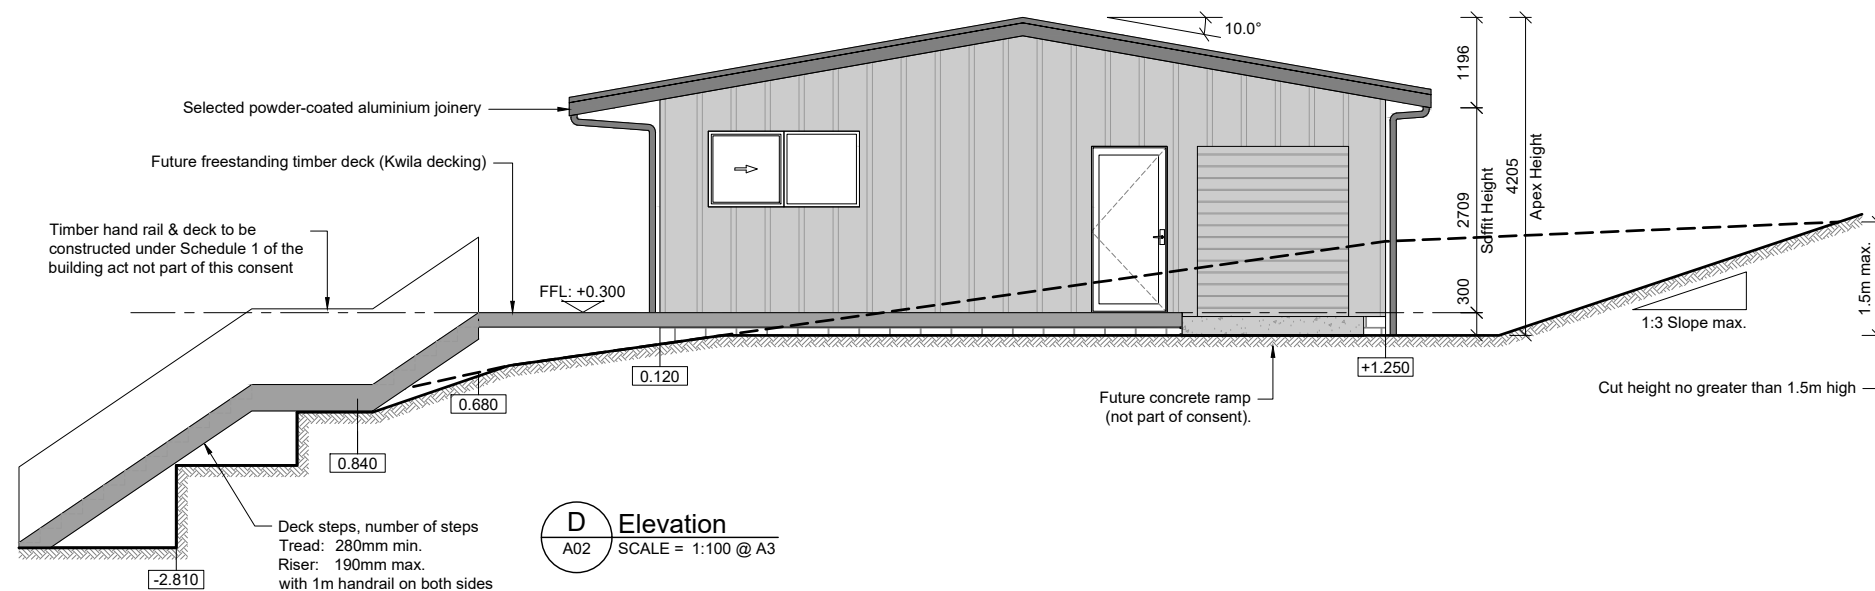 10.0°
1196
4205
Apex Height
2709
Soffit Height
300
Selected powder-coated aluminium joinery
Future freestanding timber deck (Kwila decking)
Timber hand rail & deck to be
constructed under Schedule 1 of the
building act not part of this consent
FFL: +0.300
1.5m max.
1:3 Slope max.
0.120
+1.250
0.680
Cut height no greater than 1.5m high
Future concrete ramp
(not part of consent).
0.840
Deck steps, number of steps
Tread: 280mm min.
Riser: 190mm max.
with 1m handrail on both sides
-2.810
D
A02
Elevation
SCALE = 1:100 @ A3